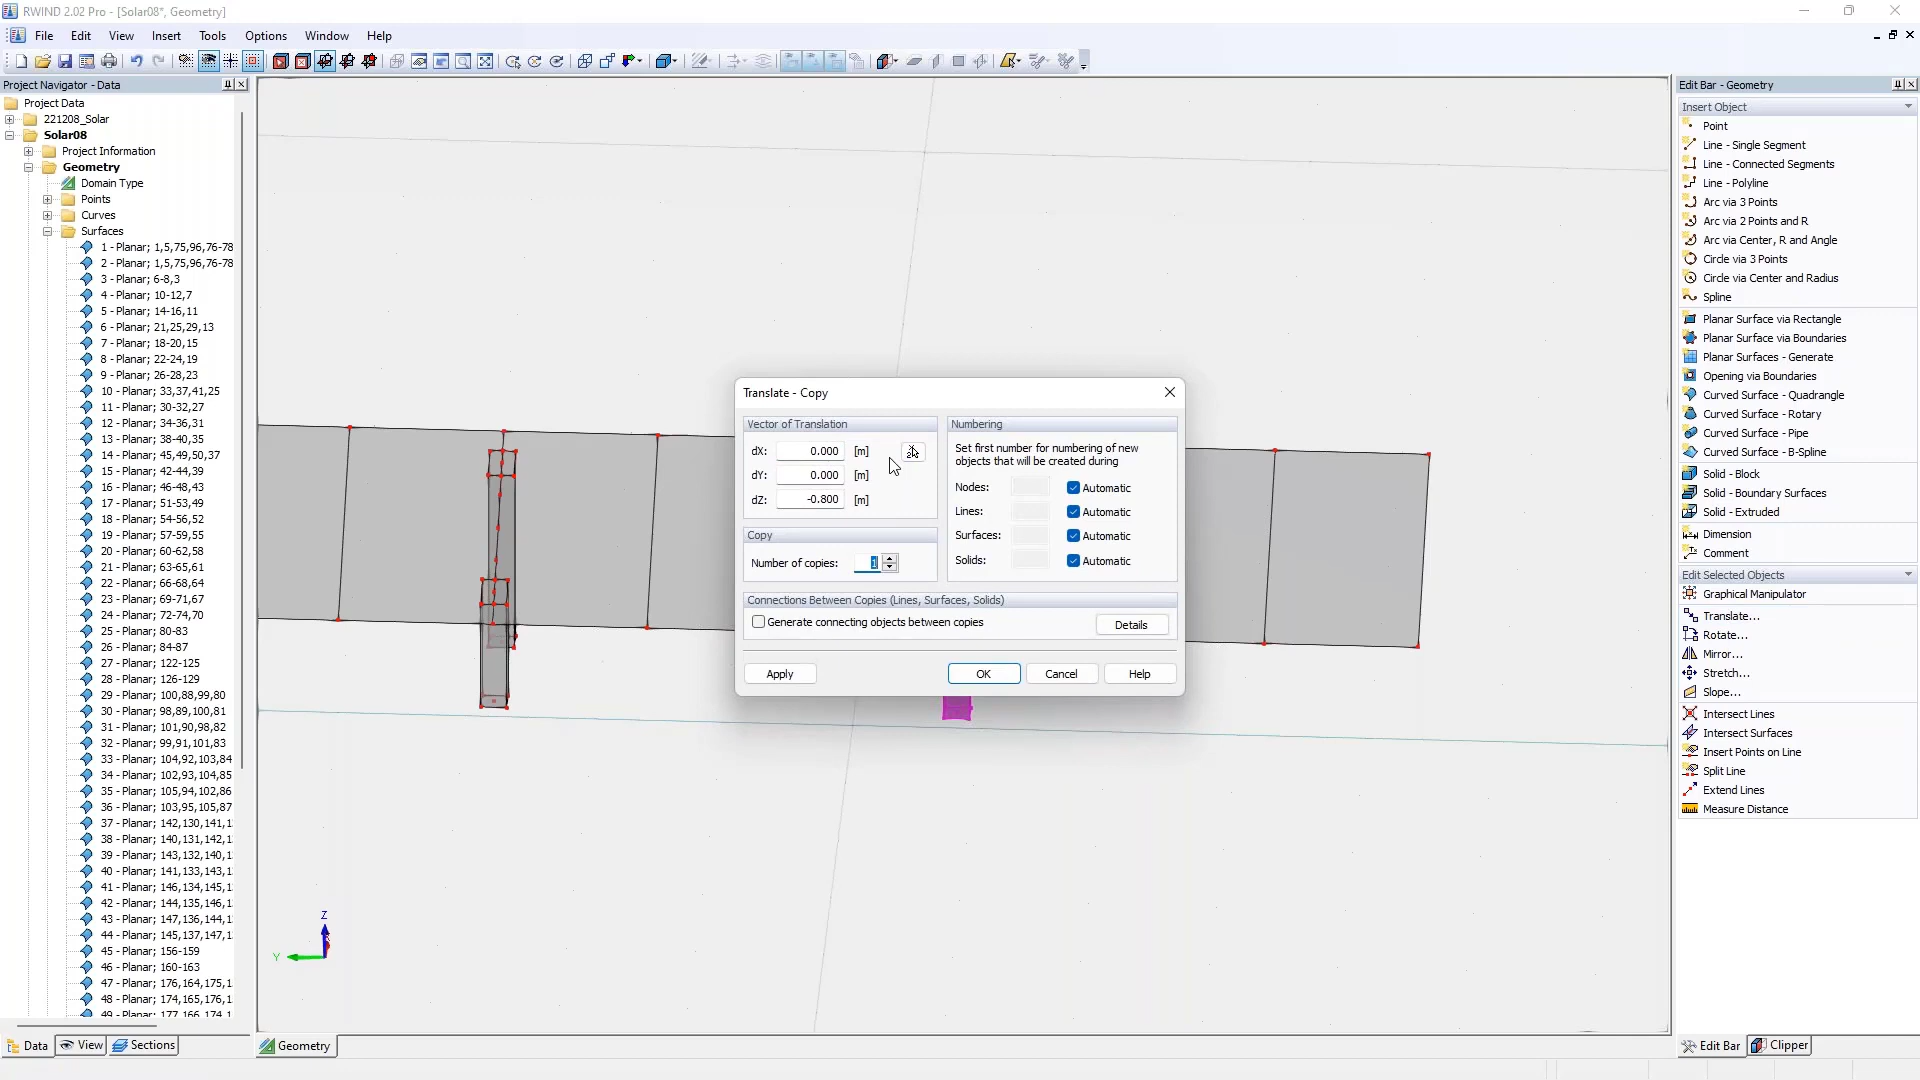 RWIND 2.02 Pro - [Solar08*, Geometry]
File Edit View Insert Tools Options Window Help
Project Navigator - Data
Project Data
221208_Solar
Solar08
Project Information
Geometry
Domain Type
Points
Curves
Surfaces
1 - Planar; 1,5,75,96,76-78
2 - Planar; 1,5,75,96,76-78
3 - Planar; 6-8,3
4 - Planar; 10-12,7
5 - Planar; 14-16,11
6 - Planar; 21,25,29,13
7 - Planar; 18-20,15
8 - Planar; 22-24,19
9 - Planar; 26-28,23
10 - Planar; 33,37,41,25
11 - Planar; 30-32,27
12 - Planar; 34-36,31
13 - Planar; 38-40,35
14 - Planar; 45,49,50,37
15 - Planar; 42-44,39
16 - Planar; 46-48,43
17 - Planar; 51-53,49
18 - Planar; 54-56,52
19 - Planar; 57-59,55
20 - Planar; 60-62,58
21 - Planar; 63-65,61
22 - Planar; 66-68,64
23 - Planar; 69-71,67
24 - Planar; 72-74,70
25 - Planar; 80-83
26 - Planar; 84-87
27 - Planar; 122-125
28 - Planar; 126-129
29 - Planar; 100,88,99,80
30 - Planar; 98,89,100,81
31 - Planar; 101,90,98,82
32 - Planar; 99,91,101,83
33 - Planar; 104,92,103,84
34 - Planar; 102,93,104,85
35 - Planar; 105,94,102,86
36 - Planar; 103,95,105,87
37 - Planar; 142,130,141,1
38 - Planar; 140,131,142,1
39 - Planar; 143,132,140,1
40 - Planar; 141,133,143,1
41 - Planar; 146,134,145,1
42 - Planar; 144,135,146,1
43 - Planar; 147,136,144,1
44 - Planar; 145,137,147,1
45 - Planar; 156-159
46 - Planar; 160-163
47 - Planar; 176,164,175,1
48 - Planar; 174,165,176,1
49 - Planar; 177,166,174,1
Data View Sections
Z
Y
Geometry
Translate - Copy
Vector of Translation
dX: 0.000 [m]
dY: 0.000 [m]
dZ: -0.800 [m]
Copy
Number of copies: 1
Numbering
Set first number for numbering of new
objects that will be created during
Nodes: Automatic
Lines: Automatic
Surfaces: Automatic
Solids: Automatic
Connections Between Copies (Lines, Surfaces, Solids)
Generate connecting objects between copies
Details
Apply OK Cancel Help
Edit Bar - Geometry
Insert Object
Point
Line - Single Segment
Line - Connected Segments
Line - Polyline
Arc via 3 Points
Arc via 2 Points and R
Arc via Center, R and Angle
Circle via 3 Points
Circle via Center and Radius
Spline
Planar Surface via Rectangle
Planar Surface via Boundaries
Planar Surfaces - Generate
Opening via Boundaries
Curved Surface - Quadrangle
Curved Surface - Rotary
Curved Surface - Pipe
Curved Surface - B-Spline
Solid - Block
Solid - Boundary Surfaces
Solid - Extruded
Dimension
Comment
Edit Selected Objects
Graphical Manipulator
Translate...
Rotate...
Mirror...
Stretch...
Slope...
Intersect Lines
Intersect Surfaces
Insert Points on Line
Split Line
Extend Lines
Measure Distance
Edit Bar Clipper